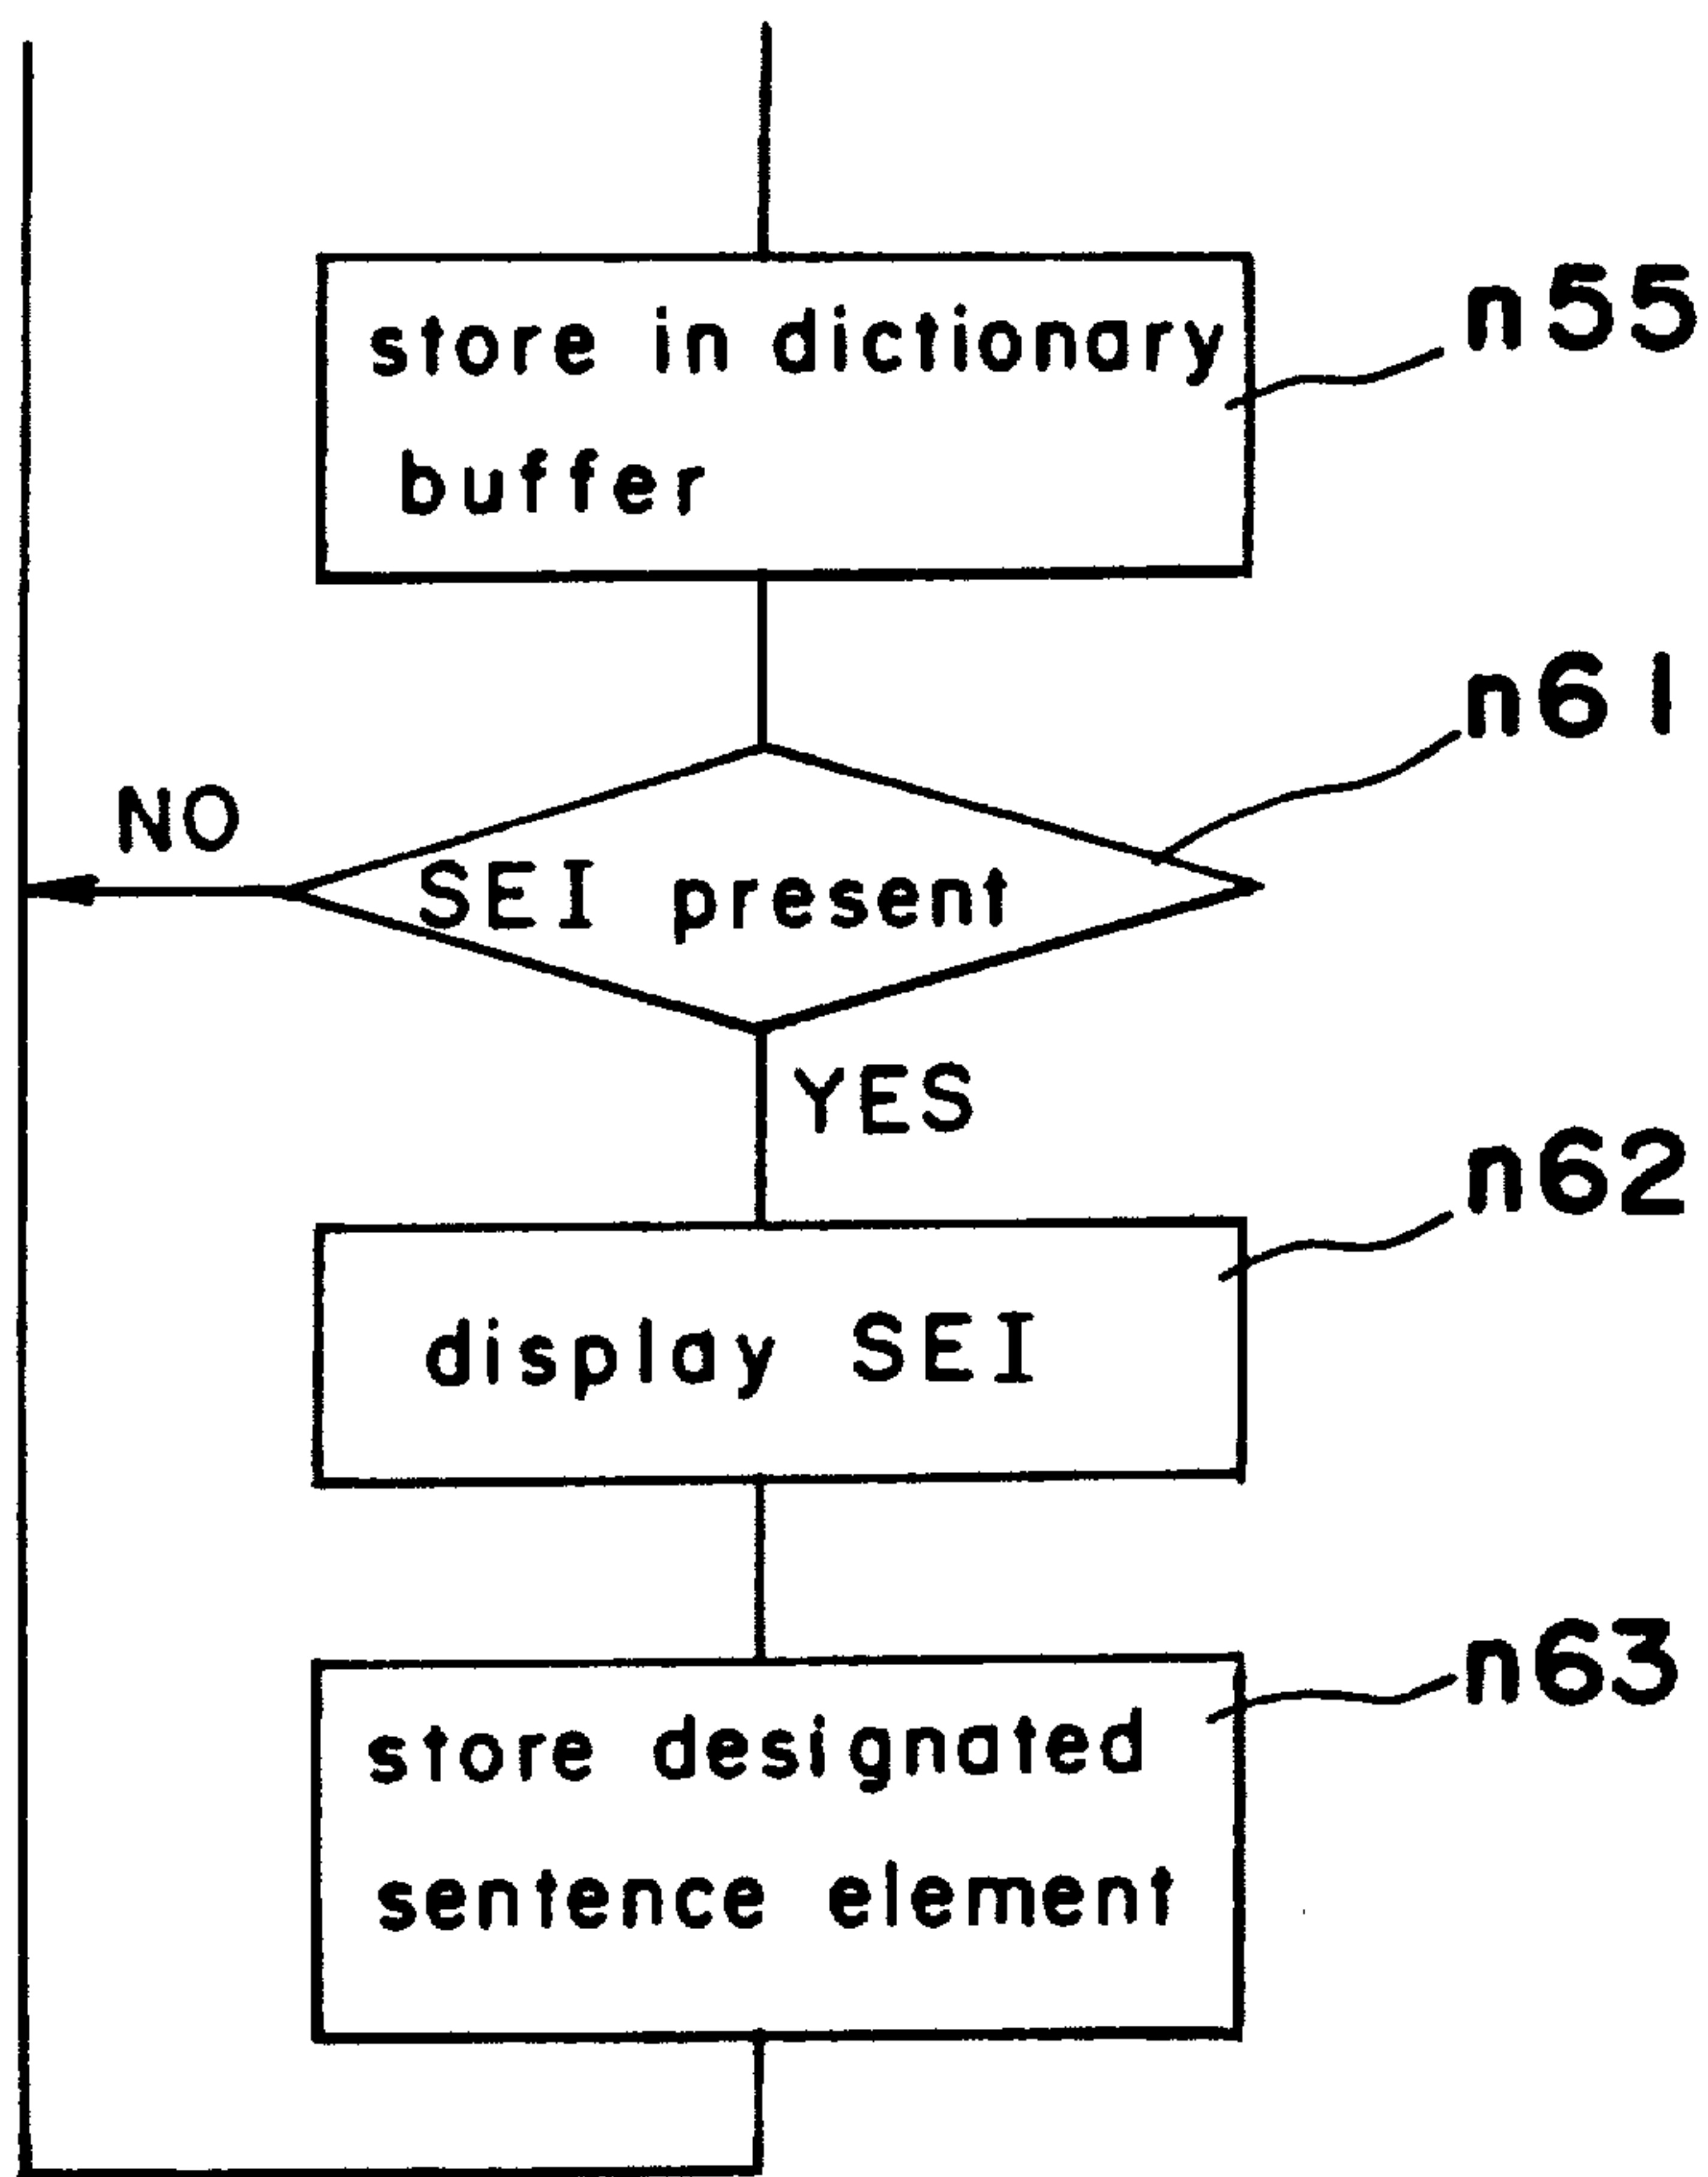 store in dictionary
buffer
n55
n61
NO
SEI present
YES
n62
display SEI
n63
store designated
sentence element